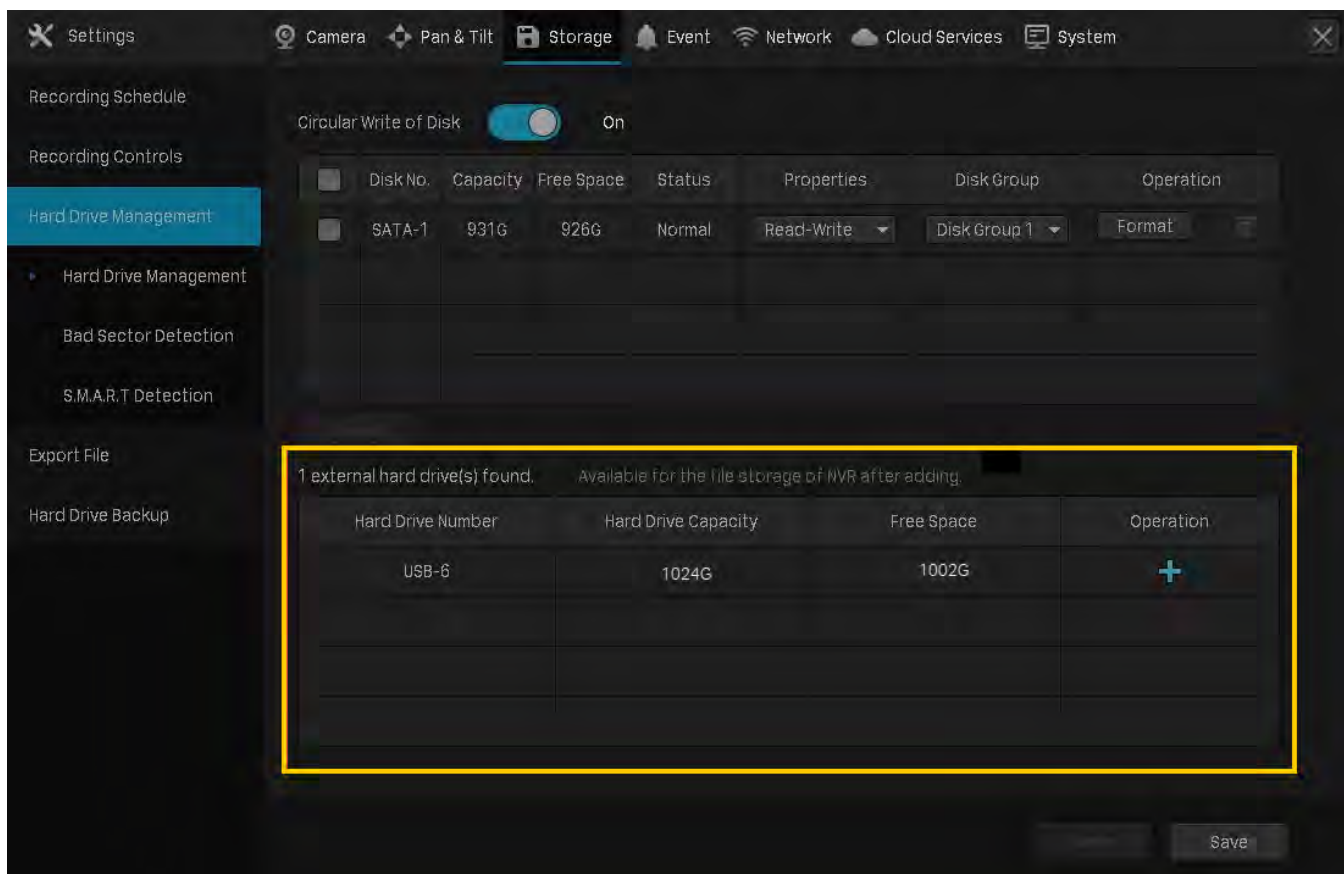 Settings Camera Pan & Tilt Storage Event Network Cloud Services System
Recording Schedule
Recording Controls
Hard Drive Management
Hard Drive Management
Bad Sector Detection
S.M.A.R.T Detection
Export File
Hard Drive Backup
Circular Write of Disk On
Disk No. Capacity Free Space Status Properties Disk Group Operation
SATA-1 931G 926G Normal Read-Write Disk Group 1 Format
1 external hard drive(s) found. Available for the file storage of NVR after adding.
Hard Drive Number Hard Drive Capacity Free Space Operation
USB-6 1024G 1002G
Save